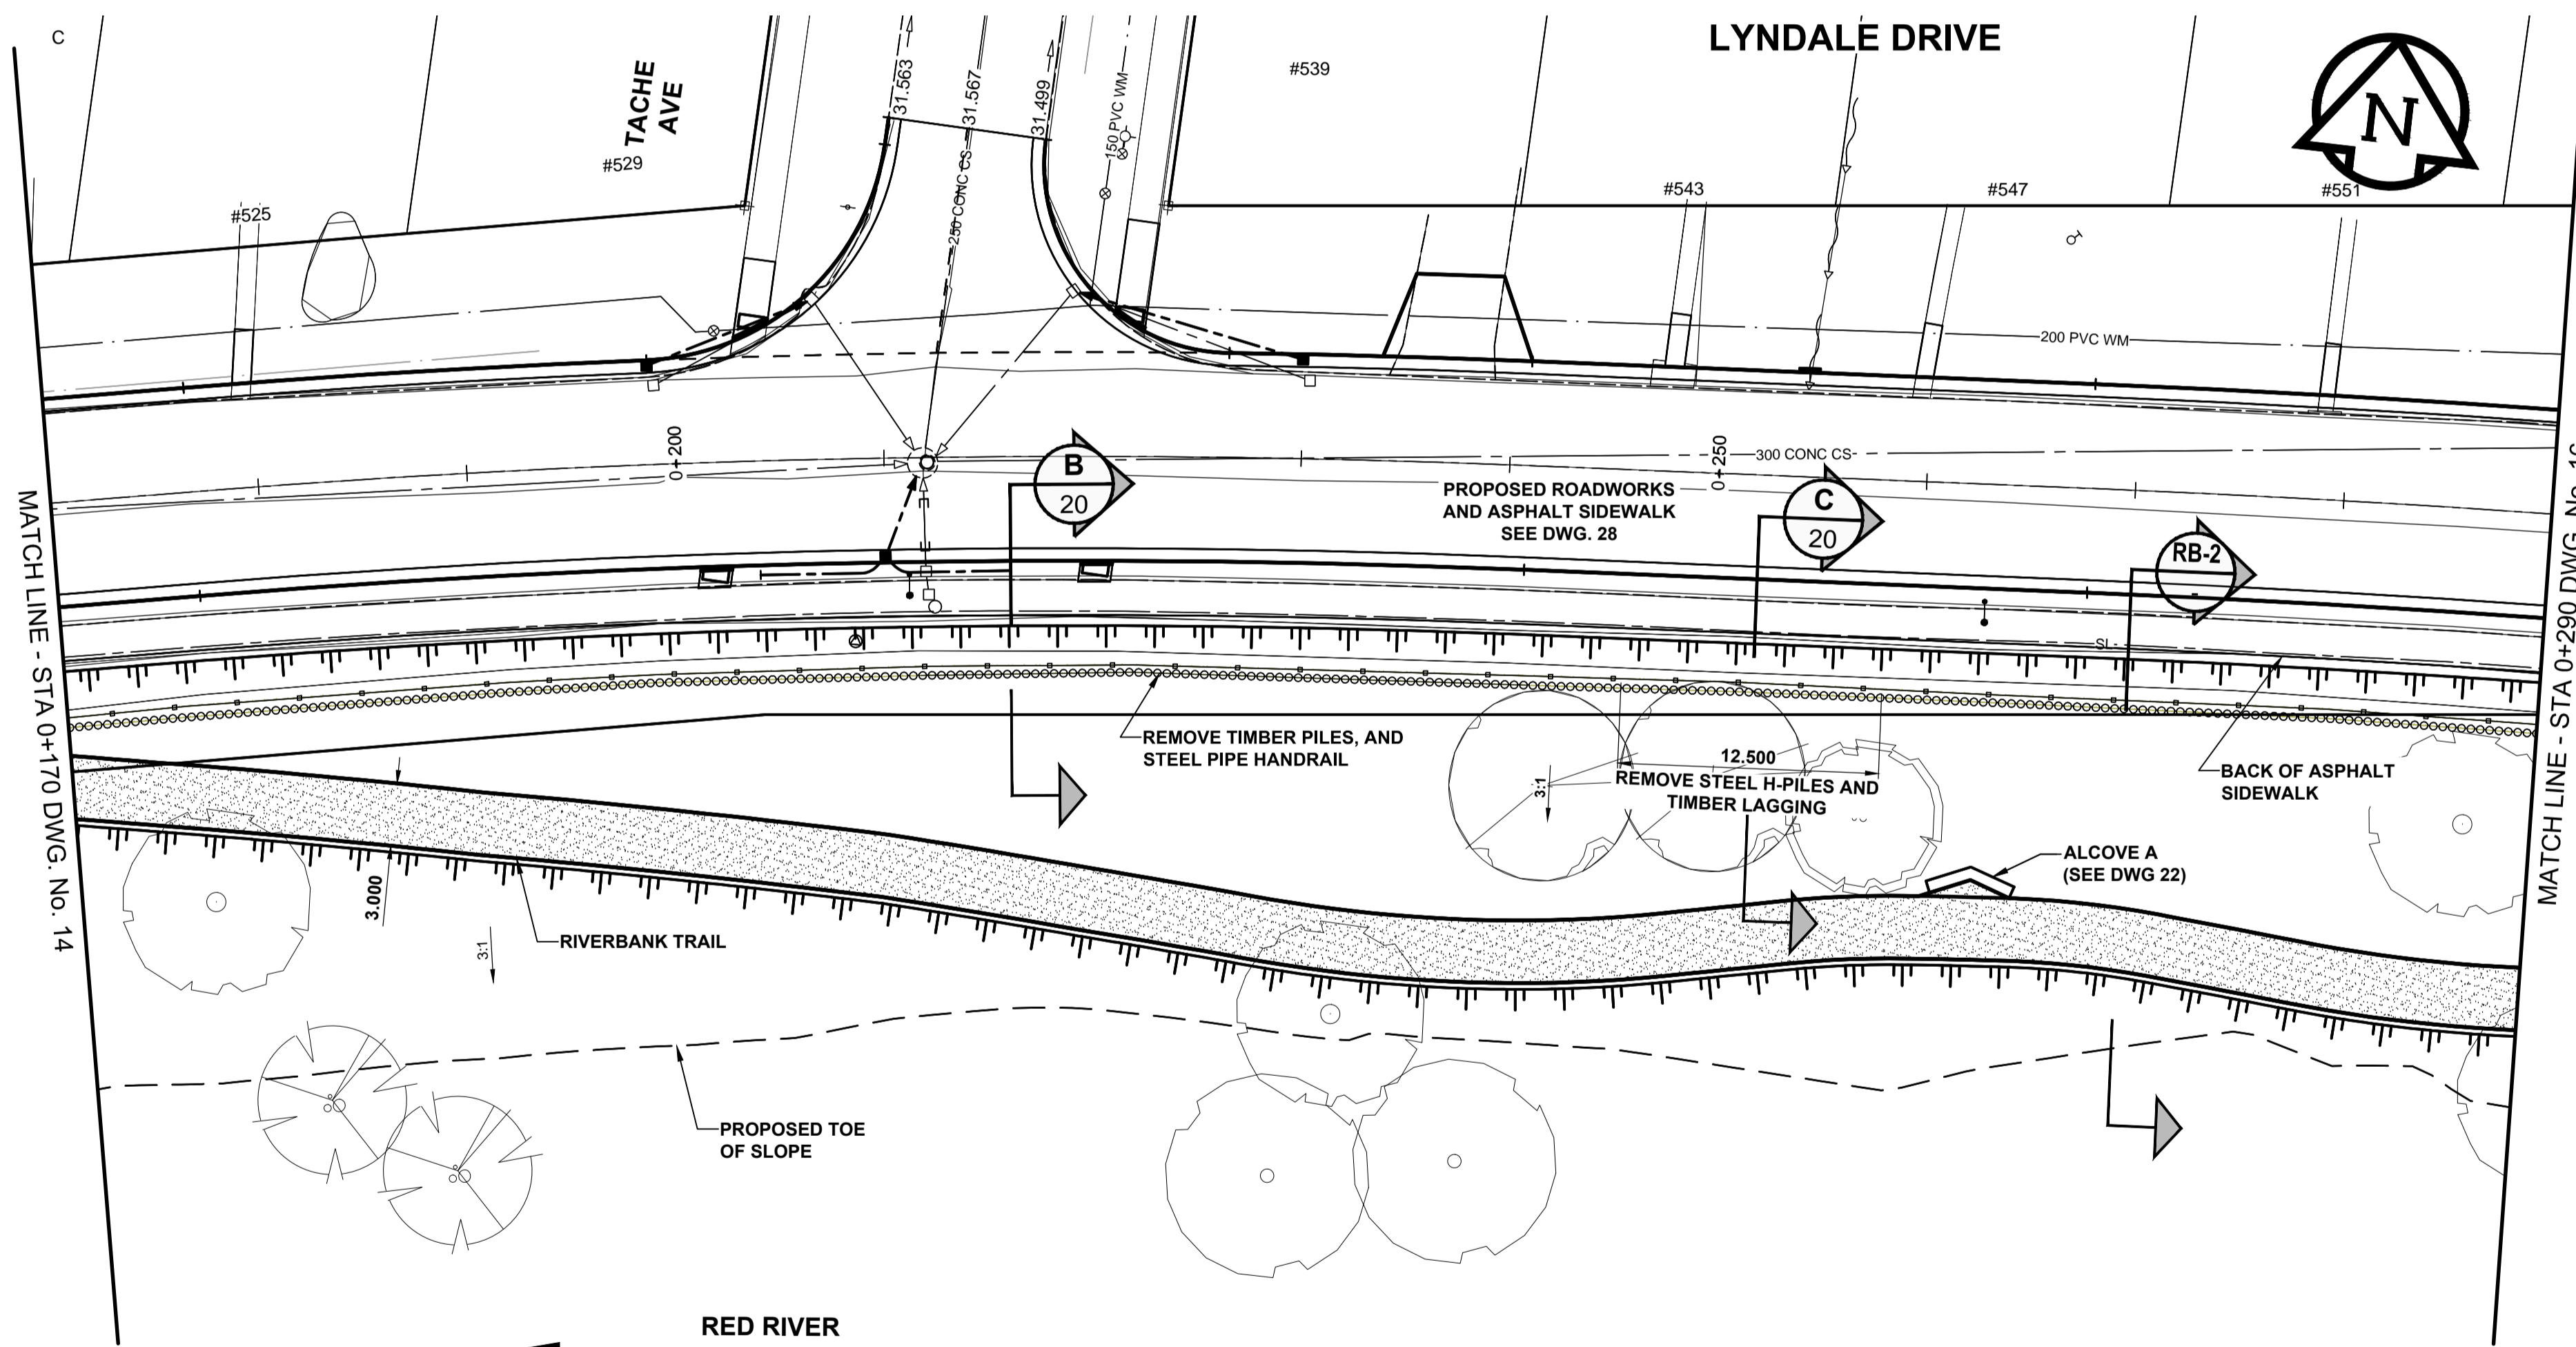 C
LYNDALE DRIVE
TACHE
AVE
31.563
31.567
31.499
150 PVC WM
#539
N
#529
#525
#543
#547
#551
250 CONC CS
200 PVC WM
0+200
0+250
300 CONC CS
B
20
PROPOSED ROADWORKS
AND ASPHALT SIDEWALK
SEE DWG. 28
C
20
RB-2
-
MATCH LINE - STA 0+170 DWG. No. 14
MATCH LINE - STA 0+290 DWG. No. 16
SL
REMOVE TIMBER PILES, AND
STEEL PIPE HANDRAIL
12.500
REMOVE STEEL H-PILES AND
TIMBER LAGGING
3:1
BACK OF ASPHALT
SIDEWALK
ALCOVE A
(SEE DWG 22)
3.000
3:1
RIVERBANK TRAIL
PROPOSED TOE
OF SLOPE
RED RIVER